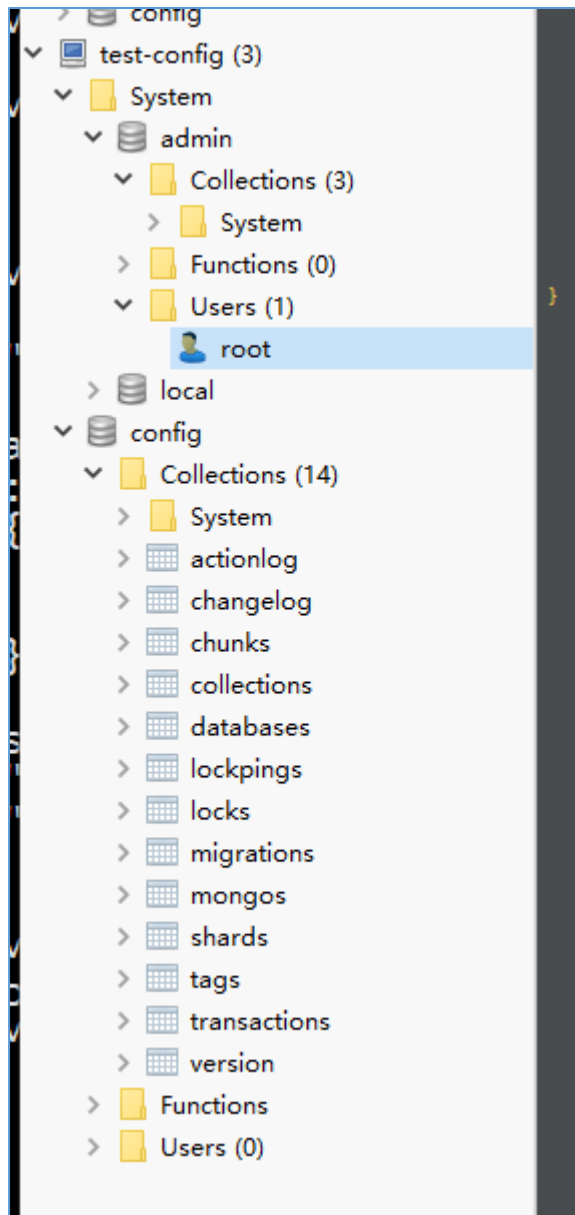 config
test-config (3)
System
admin
Collections (3)
System
Functions (0)
Users (1)
root
local
config
Collections (14)
System
actionlog
changelog
chunks
collections
databases
lockpings
locks
migrations
mongos
shards
tags
transactions
version
Functions
Users (0)
}